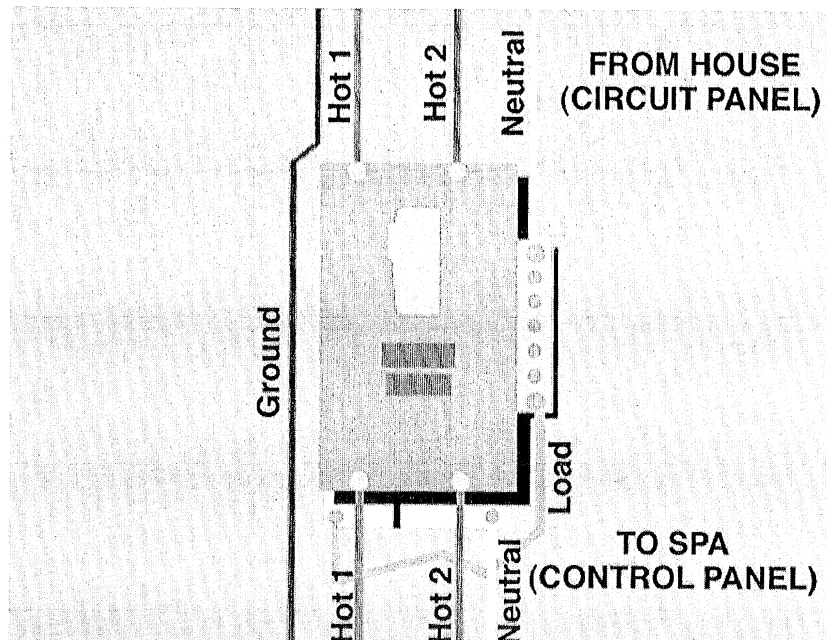 Hot 1
Hot 2
Neutral
FROM HOUSE
(CIRCUIT PANEL)
Ground
Load
TO SPA
(CONTROL PANEL)
Hot 1
Hot 2
Neutral